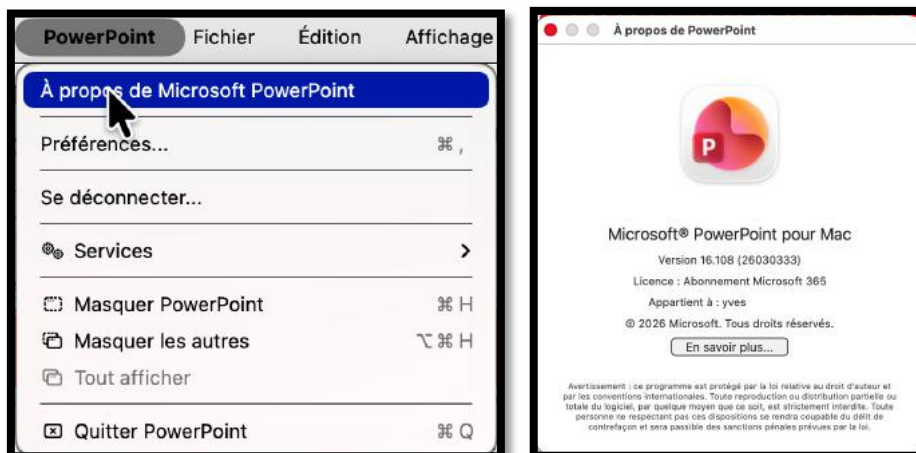 PowerPoint Fichier Édition Affichage
À propos de Microsoft PowerPoint
Préférences... ⌘ ,
Se déconnecter...
Services >
Masquer PowerPoint ⌘ H
Masquer les autres ⌥ ⌘ H
Tout afficher
Quitter PowerPoint ⌘ Q
À propos de PowerPoint
P
Microsoft® PowerPoint pour Mac
Version 16.108 (26030333)
Licence : Abonnement Microsoft 365
Appartient à : yves
© 2026 Microsoft. Tous droits réservés.
En savoir plus...
Avertissement : ce programme est protégé par la loi relative au droit d'auteur et
par les conventions internationales. Toute reproduction ou distribution partielle ou
totale du logiciel, par quelque moyen que ce soit, est strictement interdite. Toute
personne ne respectant pas ces dispositions se rendra coupable du délit de
contrefaçon et sera passible des sanctions pénales prévues par la loi.